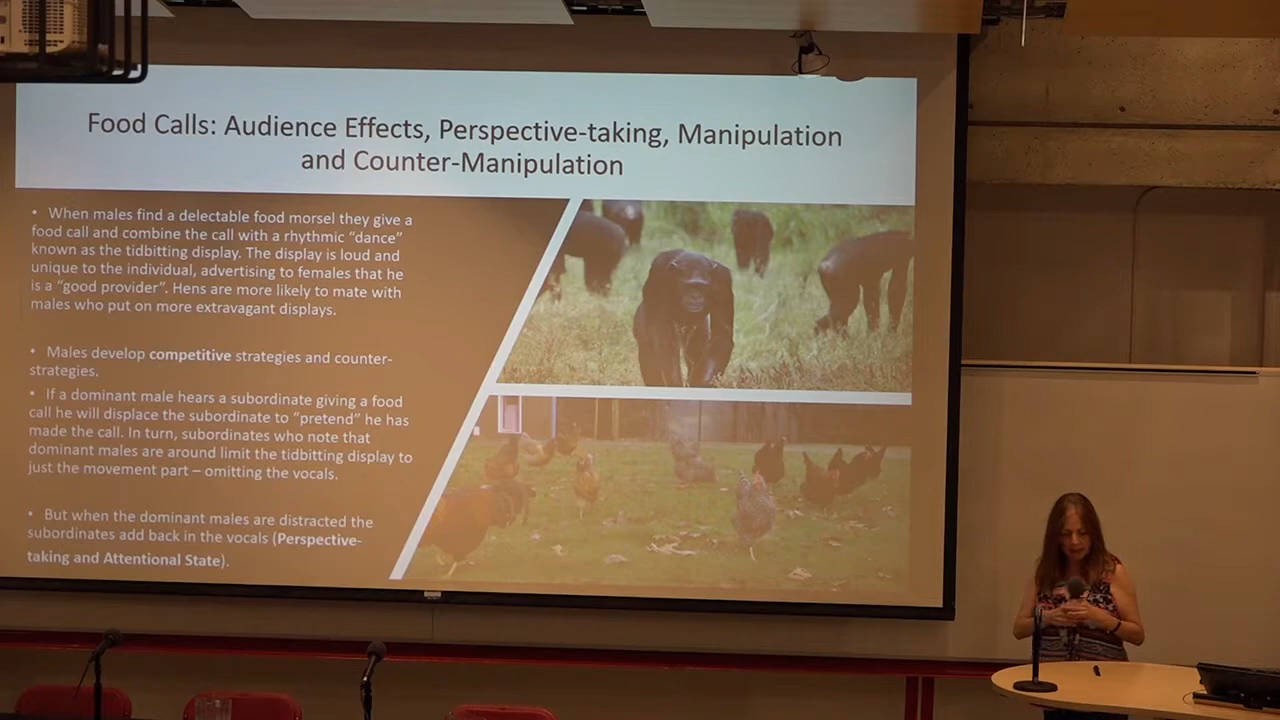 Food Calls: Audience Effects, Perspective-taking, Manipulation
and Counter-Manipulation
• When males find a delectable food morsel they give a
food call and combine the call with a rhythmic “dance”
known as the tidbitting display. The display is loud and
unique to the individual, advertising to females that he
is a “good provider”. Hens are more likely to mate with
males who put on more extravagant displays.
• Males develop competitive strategies and counter-
strategies.
• If a dominant male hears a subordinate giving a food
call he will displace the subordinate to “pretend” he has
made the call. In turn, subordinates who note that
dominant males are around limit the tidbitting display to
just the movement part – omitting the vocals.
• But when the dominant males are distracted the
subordinates add back in the vocals (Perspective-
taking and Attentional State).